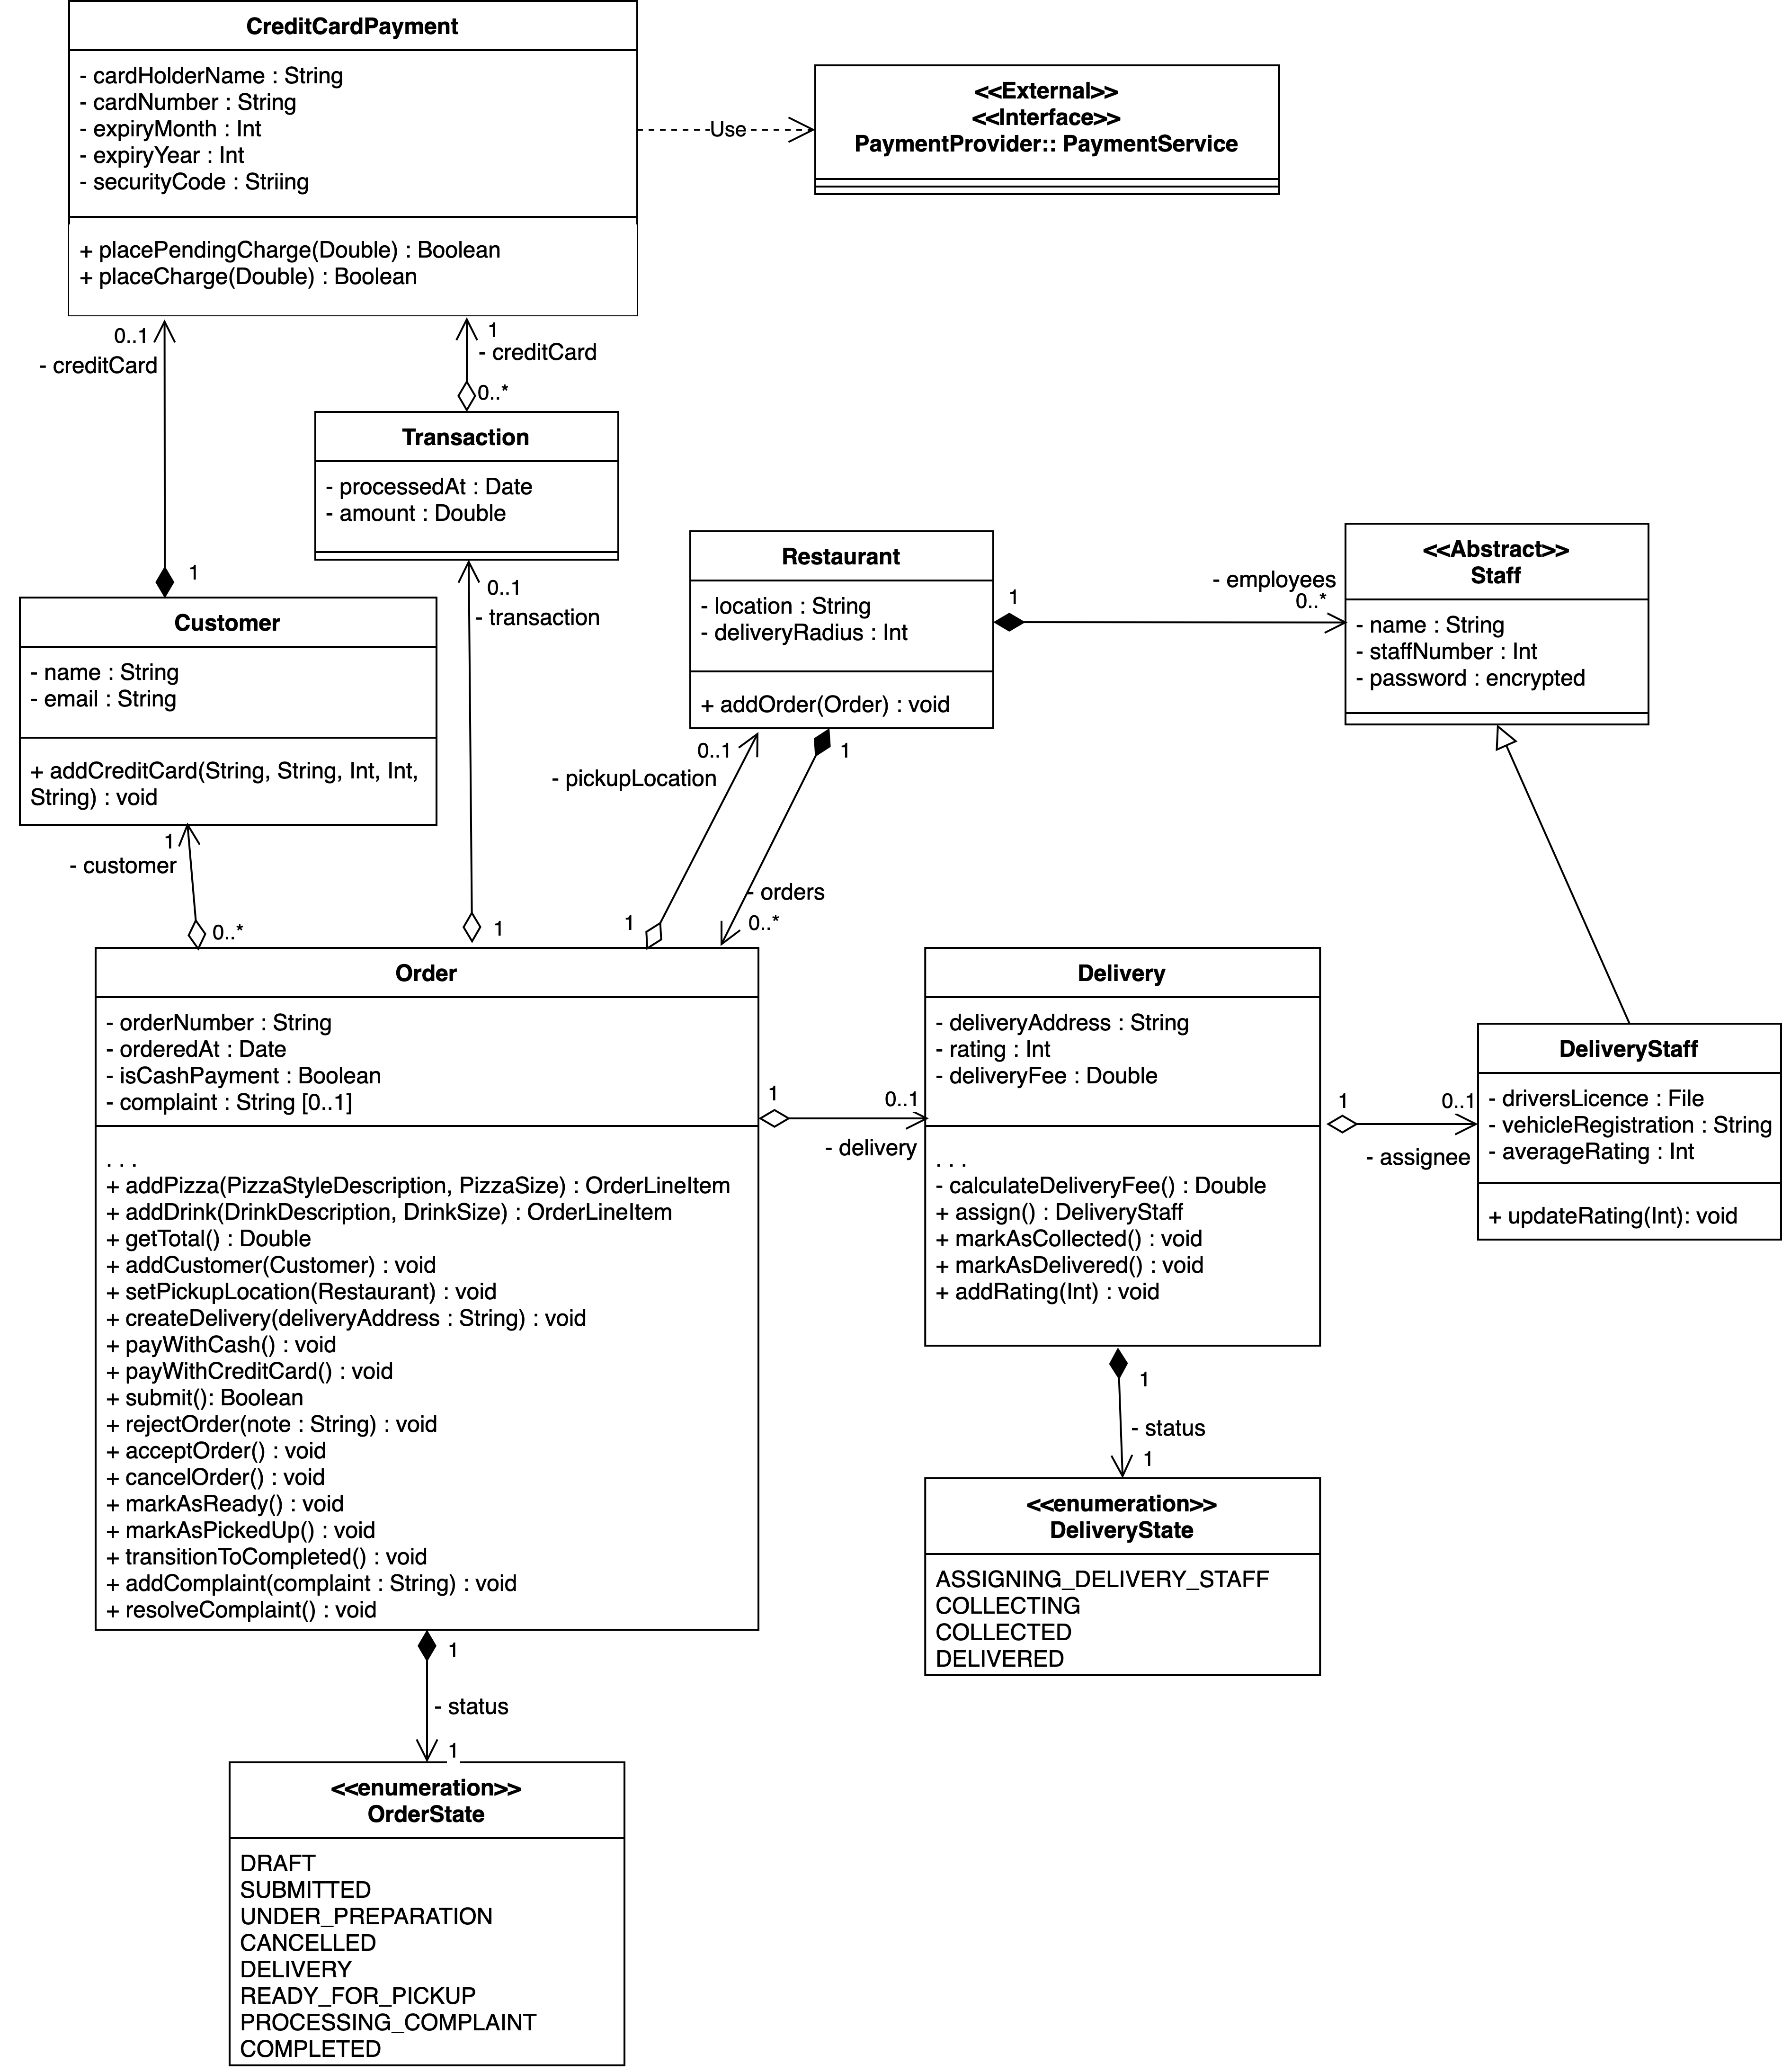 CreditCardPayment
- cardHolderName : String
- cardNumber : String
- expiryMonth : Int
- expiryYear : Int
- securityCode : Striing
+ placePendingCharge(Double) : Boolean
+ placeCharge(Double) : Boolean
Use
<<External>>
<<Interface>>
PaymentProvider:: PaymentService
0..1
- creditCard
1
1
- creditCard
0..*
Transaction
- processedAt : Date
- amount : Double
0..1
- transaction
1
Customer
- name : String
- email : String
+ addCreditCard(String, String, Int, Int,
String) : void
1
- customer
0..*
Restaurant
- location : String
- deliveryRadius : Int
+ addOrder(Order) : void
1
- employees
0..*
<<Abstract>>
Staff
- name : String
- staffNumber : Int
- password : encrypted
0..1
- pickupLocation
1
1
- orders
0..*
Order
- orderNumber : String
- orderedAt : Date
- isCashPayment : Boolean
- complaint : String [0..1]
. . .
+ addPizza(PizzaStyleDescription, PizzaSize) : OrderLineItem
+ addDrink(DrinkDescription, DrinkSize) : OrderLineItem
+ getTotal() : Double
+ addCustomer(Customer) : void
+ setPickupLocation(Restaurant) : void
+ createDelivery(deliveryAddress : String) : void
+ payWithCash() : void
+ payWithCreditCard() : void
+ submit(): Boolean
+ rejectOrder(note : String) : void
+ acceptOrder() : void
+ cancelOrder() : void
+ markAsReady() : void
+ markAsPickedUp() : void
+ transitionToCompleted() : void
+ addComplaint(complaint : String) : void
+ resolveComplaint() : void
1
0..1
- delivery
Delivery
- deliveryAddress : String
- rating : Int
- deliveryFee : Double
. . .
- calculateDeliveryFee() : Double
+ assign() : DeliveryStaff
+ markAsCollected() : void
+ markAsDelivered() : void
+ addRating(Int) : void
1
0..1
- assignee
DeliveryStaff
- driversLicence : File
- vehicleRegistration : String
- averageRating : Int
+ updateRating(Int): void
1
- status
1
<<enumeration>>
DeliveryState
ASSIGNING_DELIVERY_STAFF
COLLECTING
COLLECTED
DELIVERED
1
- status
1
<<enumeration>>
OrderState
DRAFT
SUBMITTED
UNDER_PREPARATION
CANCELLED
DELIVERY
READY_FOR_PICKUP
PROCESSING_COMPLAINT
COMPLETED